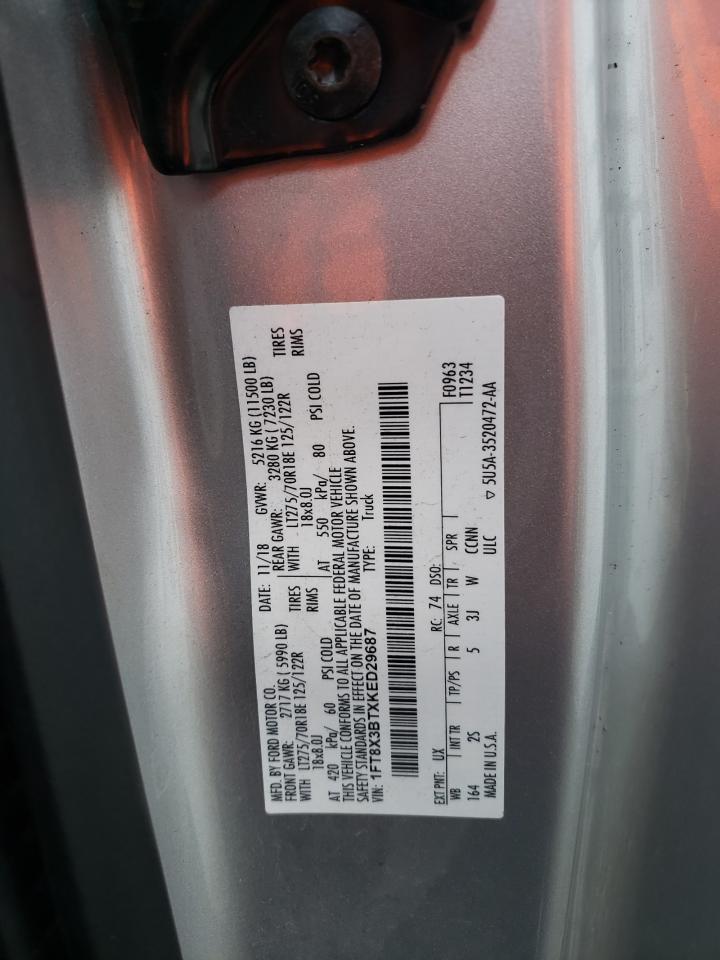 MFD. BY FORD MOTOR CO.
DATE: 11/18 GVWR: 5216 KG (11500 LB)
FRONT GAWR: 2717 KG ( 5990 LB) REAR GAWR: 3280 KG ( 7230 LB)
WITH LT275/70R18E 125/122R TIRES WITH LT275/70R18E 125/122R TIRES
18x8.0J RIMS 18x8.0J RIMS
AT 420 kPa/ 60 PSI COLD AT 550 kPa/ 80 PSI COLD
THIS VEHICLE CONFORMS TO ALL APPLICABLE FEDERAL MOTOR VEHICLE
SAFETY STANDARDS IN EFFECT ON THE DATE OF MANUFACTURE SHOWN ABOVE.
VIN: 1FT8X3BTXKED29687 TYPE: Truck
F0963
EXT PNT: UX RC: 74 DSO: T1234
WB INT TR TP/PS R AXLE TR SPR
164 2S 5 3J W CCNN
MADE IN U.S.A. ULC ▽ 5U5A-3520472-AA